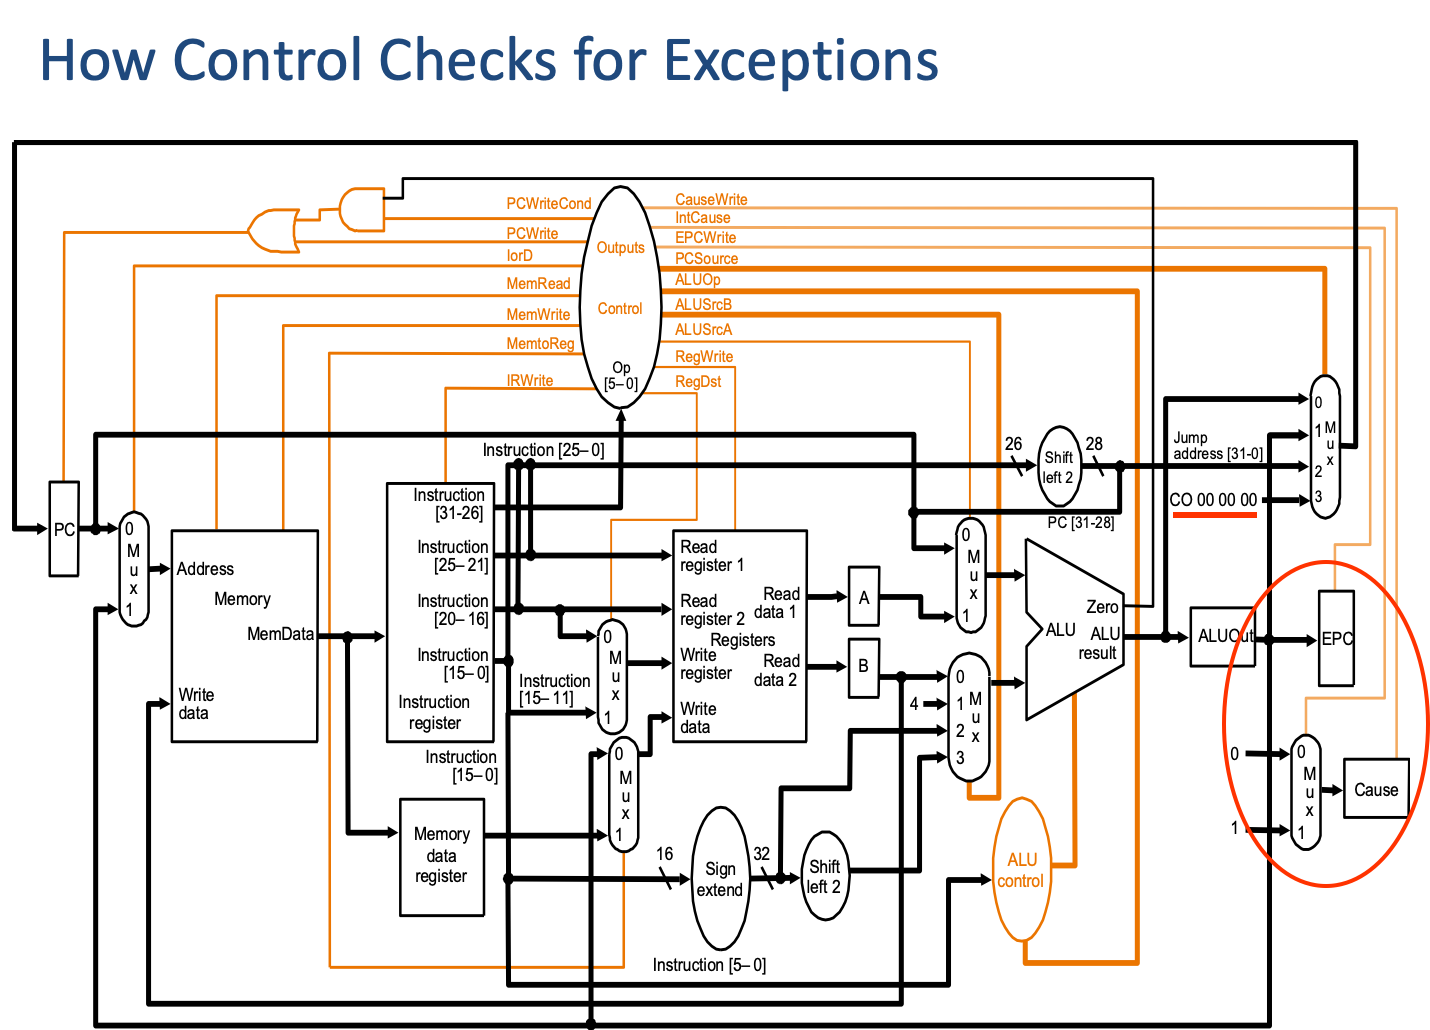 How Control Checks for Exceptions
PCWriteCond
PCWrite
IorD
MemRead
MemWrite
MemtoReg
IRWrite
Outputs
Control
Op
[5–0]
CauseWrite
IntCause
EPCWrite
PCSource
ALUOp
ALUSrcB
ALUSrcA
RegWrite
RegDst
Instruction [25–0]
26
Shift
left 2
28
Jump
address [31-0]
CO 00 00 00
PC [31-28]
0
1
2
3
M
u
x
PC
0
M
u
x
1
Address
Memory
MemData
Write
data
Instruction
[31-26]
Instruction
[25–21]
Instruction
[20–16]
Instruction
[15–0]
Instruction
register
Instruction
[15–0]
Instruction
[15–11]
0
M
u
x
1
Memory
data
register
0
M
u
x
1
Read
register 1
Read
register 2
Registers
Write
register
Write
data
Read
data 1
Read
data 2
A
B
4
0
M
u
x
1
0
1
2
3
M
u
x
16
Sign
extend
32
Shift
left 2
Instruction [5–0]
ALU
Zero
ALU
result
ALU
control
ALUOut
EPC
0
1
0
M
u
x
1
Cause